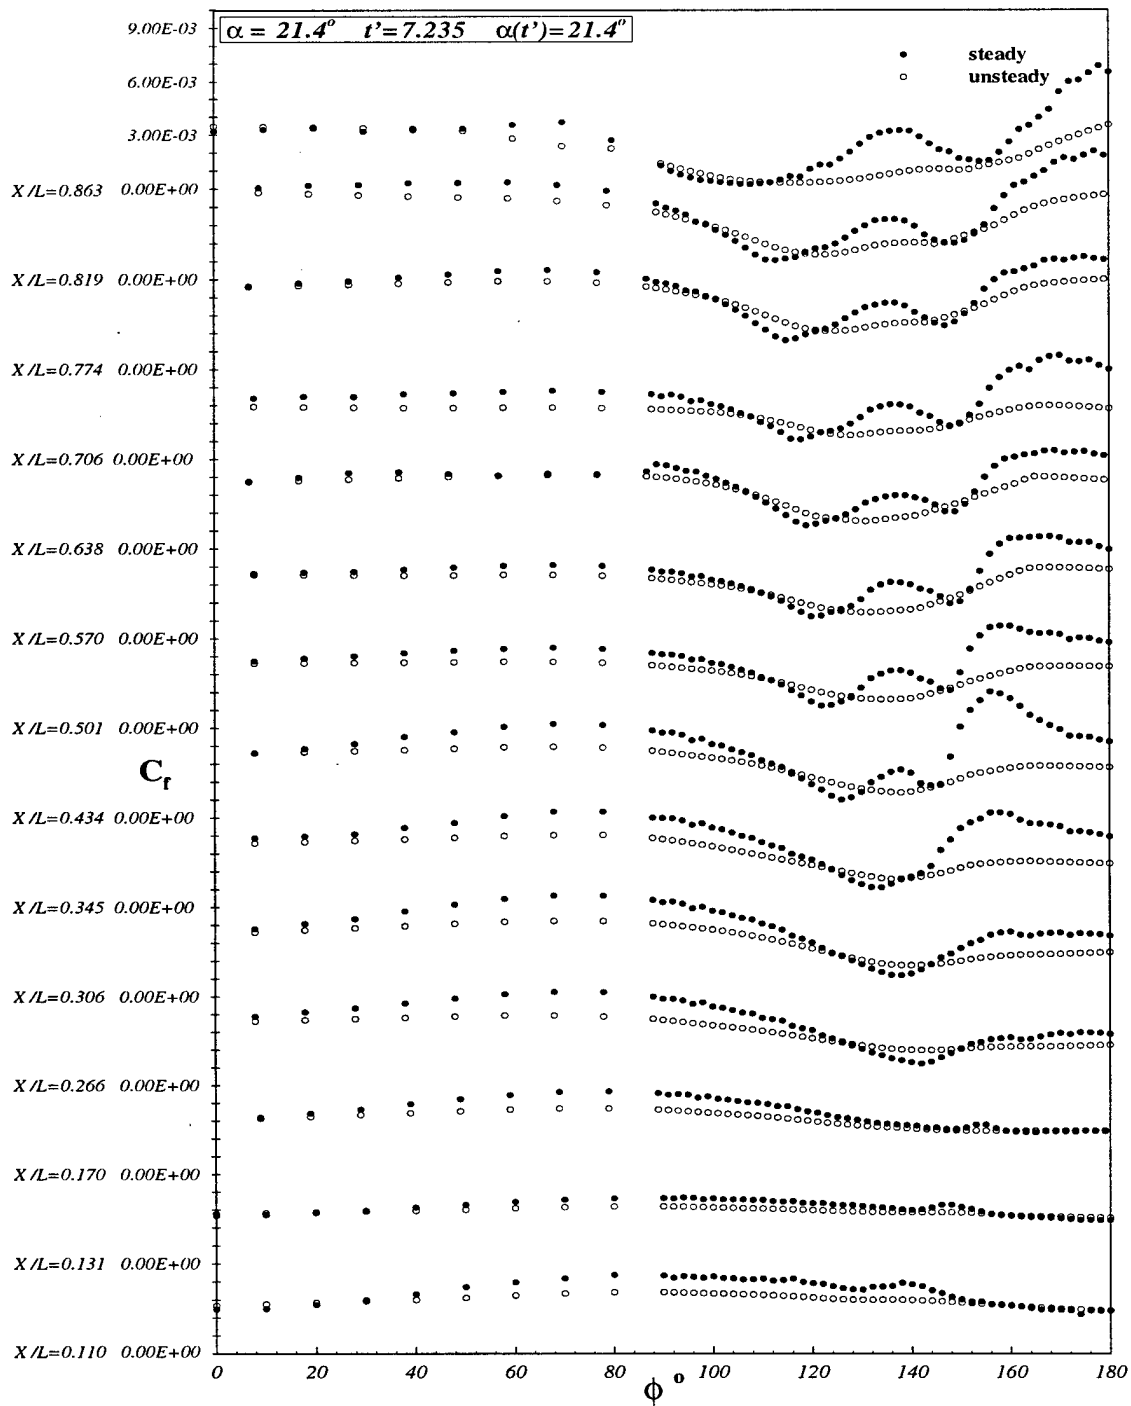 9.00E-03
α = 21.4° t'=7.235 α(t')=21.4°
steady
6.00E-03
unsteady
3.00E-03
X/L=0.863 0.00E+00
X/L=0.819 0.00E+00
X/L=0.774 0.00E+00
X/L=0.706 0.00E+00
X/L=0.638 0.00E+00
X/L=0.570 0.00E+00
X/L=0.501 0.00E+00
Cf
X/L=0.434 0.00E+00
X/L=0.345 0.00E+00
X/L=0.306 0.00E+00
X/L=0.266 0.00E+00
X/L=0.170 0.00E+00
X/L=0.131 0.00E+00
X/L=0.110 0.00E+00
0 20 40 60 80 100 120 140 160 180
ϕ °